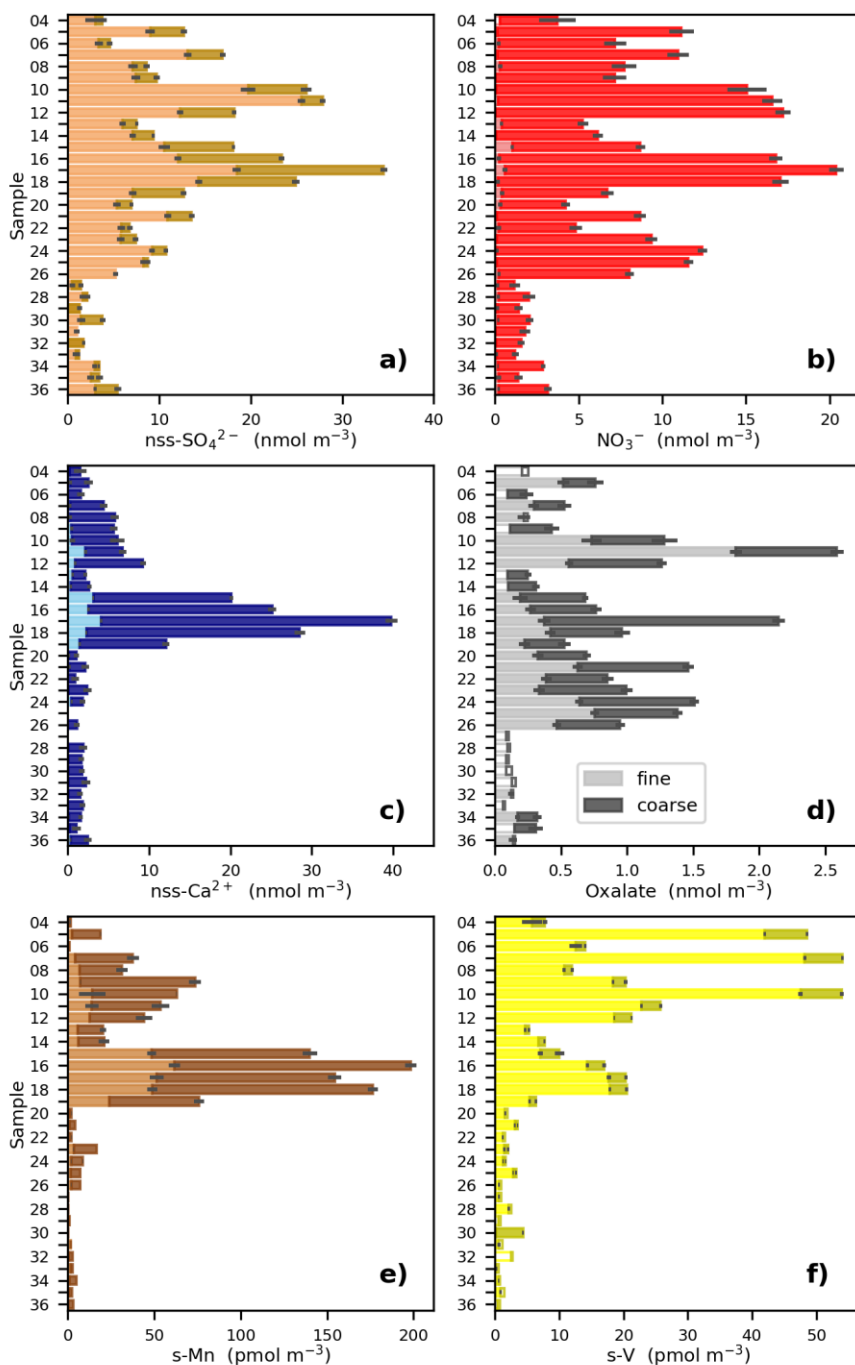 04
06
08
10
12
14
16
18
20
22
24
26
28
30
32
34
36
Sample
a)
0 10 20 30 40
nss-SO₄²⁻ (nmol m⁻³)
b)
0 5 10 15 20
NO₃⁻ (nmol m⁻³)
04
06
08
10
12
14
16
18
20
22
24
26
28
30
32
34
36
Sample
c)
0 10 20 30 40
nss-Ca²⁺ (nmol m⁻³)
fine
coarse
d)
0.0 0.5 1.0 1.5 2.0 2.5
Oxalate (nmol m⁻³)
04
06
08
10
12
14
16
18
20
22
24
26
28
30
32
34
36
Sample
e)
0 50 100 150 200
s-Mn (pmol m⁻³)
f)
0 10 20 30 40 50
s-V (pmol m⁻³)